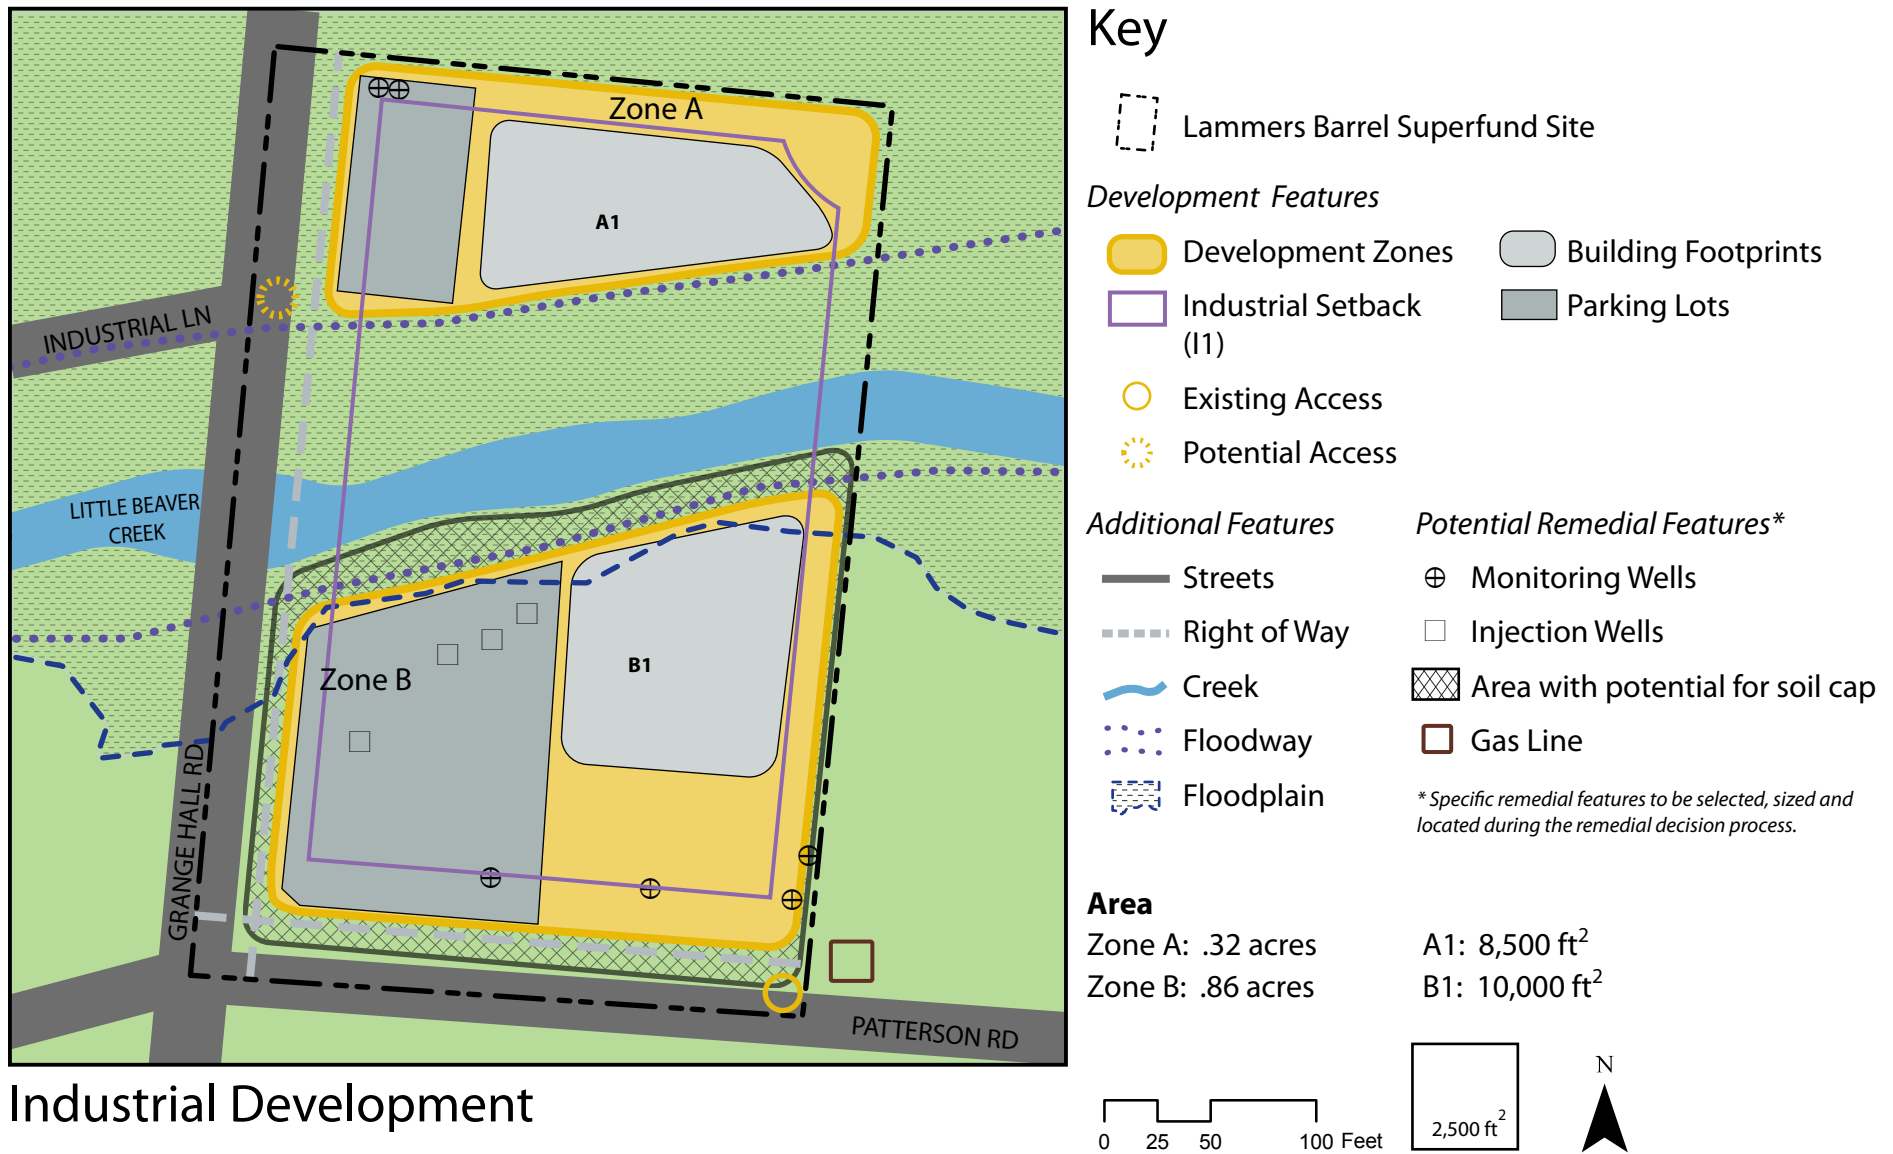 Zone A
A1
INDUSTRIAL LN
LITTLE BEAVER
CREEK
Zone B
B1
GRANGE HALL RD
PATTERSON RD
Industrial Development
Key
Lammers Barrel Superfund Site
Development Features
Development Zones
Building Footprints
Industrial Setback
(I1)
Parking Lots
Existing Access
Potential Access
Additional Features
Potential Remedial Features*
Streets
Monitoring Wells
Right of Way
Injection Wells
Creek
Area with potential for soil cap
Floodway
Gas Line
Floodplain
* Specific remedial features to be selected, sized and
located during the remedial decision process.
Area
Zone A: .32 acres
A1: 8,500 ft²
Zone B: .86 acres
B1: 10,000 ft²
0 25 50 100 Feet
2,500 ft²
N